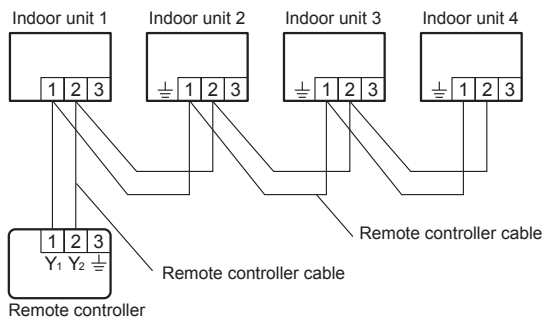 Indoor unit 1 Indoor unit 2 Indoor unit 3 Indoor unit 4
1 2 3 1 2 3 1 2 3 1 2 3
Remote controller cable
1 2 3
Y1 Y2
Remote controller cable
Remote controller